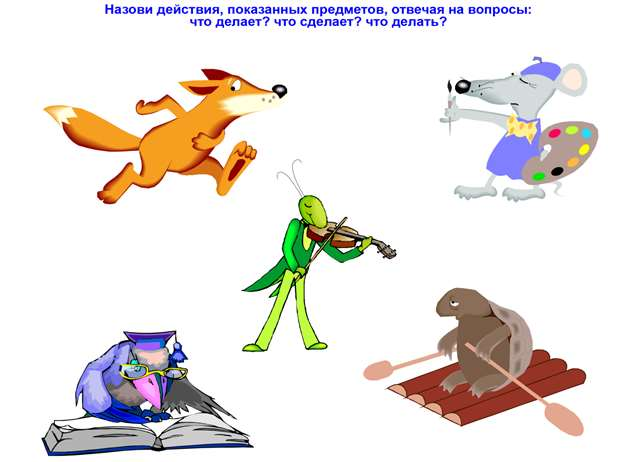 Назови действия, показанных предметов, отвечая на вопросы:
что делает? что сделает? что делать?